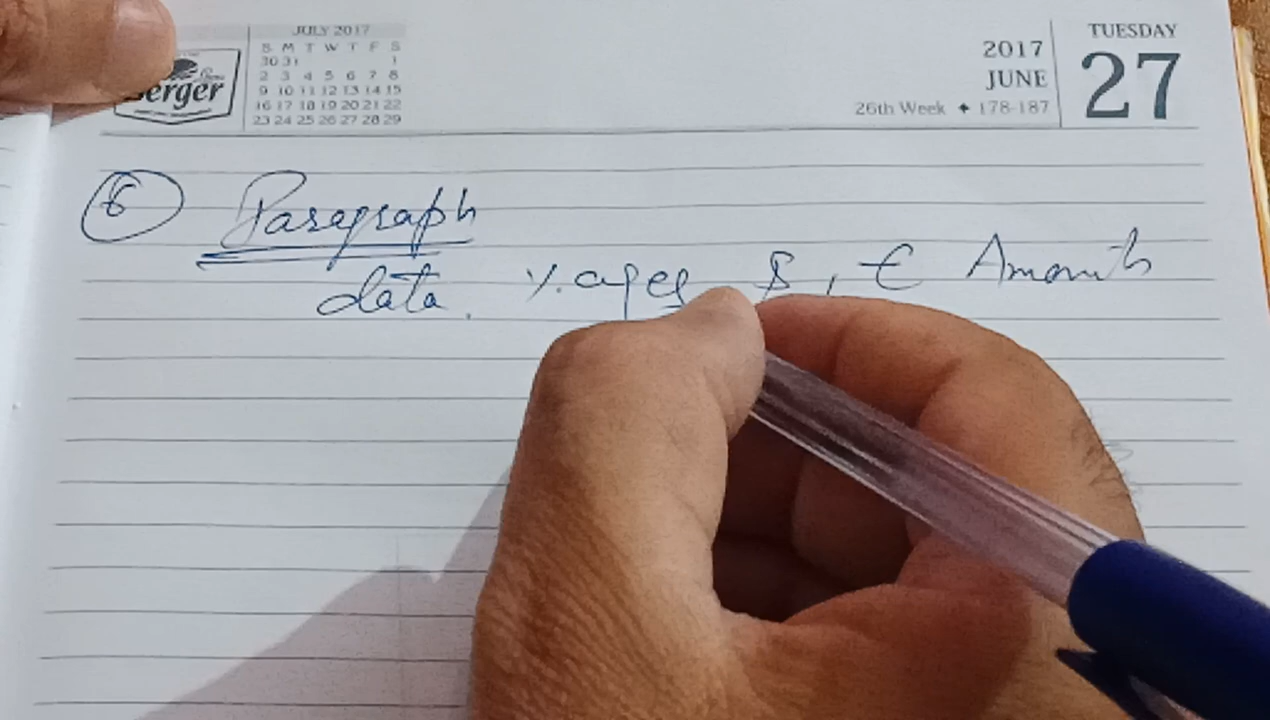 Berger
JULY 2017
S M T W T F S
30 31 1
2 3 4 5 6 7 8
9 10 11 12 13 14 15
16 17 18 19 20 21 22
23 24 25 26 27 28 29
2017
JUNE
26th Week ✦ 178-187
TUESDAY
27
6 Paragraph
data. %ages $, € Amounts